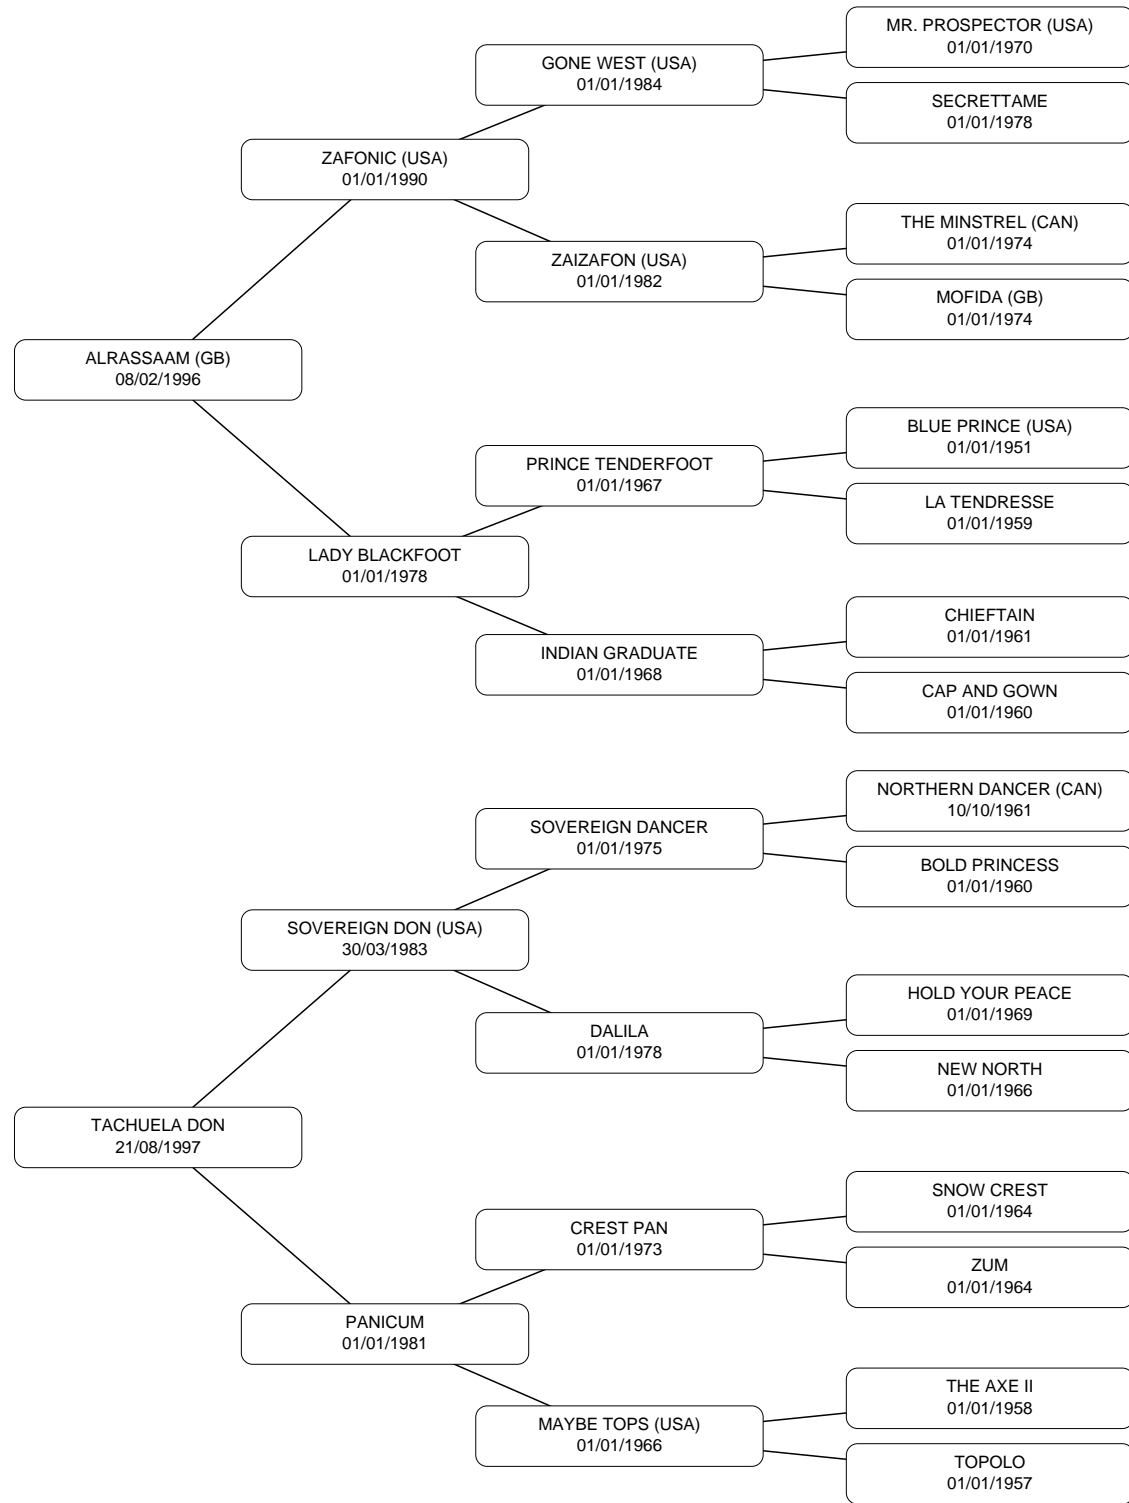 MR. PROSPECTOR (USA)
01/01/1970
GONE WEST (USA)
01/01/1984
SECRETTAME
01/01/1978
ZAFONIC (USA)
01/01/1990
THE MINSTREL (CAN)
01/01/1974
ZAIZAFON (USA)
01/01/1982
MOFIDA (GB)
01/01/1974
ALRASSAAM (GB)
08/02/1996
BLUE PRINCE (USA)
01/01/1951
PRINCE TENDERFOOT
01/01/1967
LA TENDRESSE
01/01/1959
LADY BLACKFOOT
01/01/1978
CHIEFTAIN
01/01/1961
INDIAN GRADUATE
01/01/1968
CAP AND GOWN
01/01/1960
NORTHERN DANCER (CAN)
10/10/1961
SOVEREIGN DANCER
01/01/1975
BOLD PRINCESS
01/01/1960
SOVEREIGN DON (USA)
30/03/1983
HOLD YOUR PEACE
01/01/1969
DALILA
01/01/1978
NEW NORTH
01/01/1966
TACHUELA DON
21/08/1997
SNOW CREST
01/01/1964
CREST PAN
01/01/1973
ZUM
01/01/1964
PANICUM
01/01/1981
THE AXE II
01/01/1958
MAYBE TOPS (USA)
01/01/1966
TOPOLO
01/01/1957